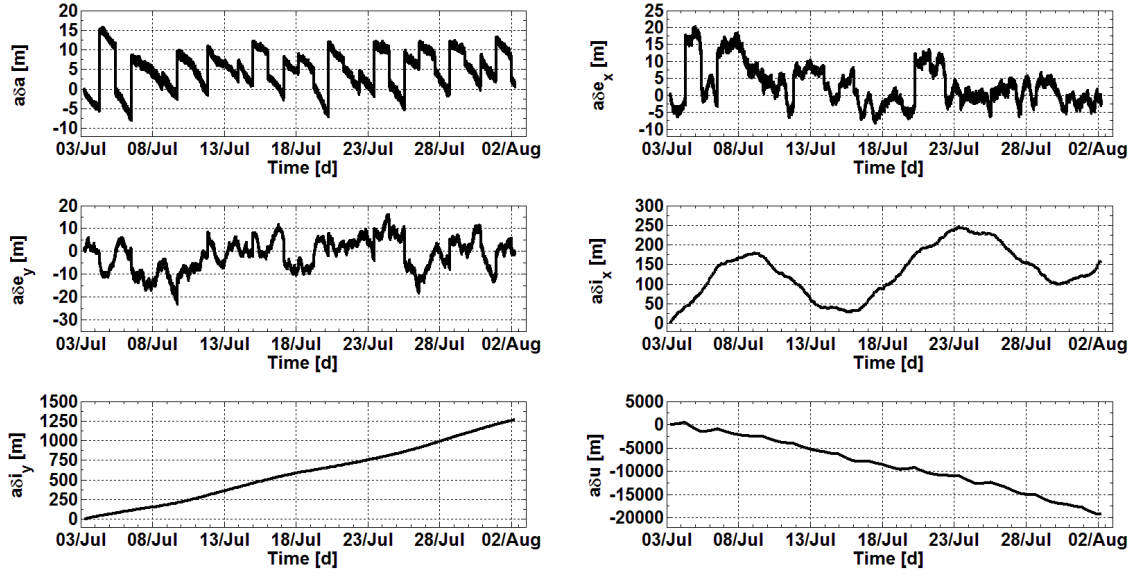 aδa [m]
15
10
5
0
-5
-10
03/Jul 08/Jul 13/Jul 18/Jul 23/Jul 28/Jul 02/Aug
Time [d]
aδe_x [m]
25
20
15
10
5
0
-5
-10
03/Jul 08/Jul 13/Jul 18/Jul 23/Jul 28/Jul 02/Aug
Time [d]
aδe_y [m]
20
10
0
-10
-20
-30
03/Jul 08/Jul 13/Jul 18/Jul 23/Jul 28/Jul 02/Aug
Time [d]
aδi_x [m]
300
250
200
150
100
50
0
03/Jul 08/Jul 13/Jul 18/Jul 23/Jul 28/Jul 02/Aug
Time [d]
aδi_y [m]
1500
1250
1000
750
500
250
0
03/Jul 08/Jul 13/Jul 18/Jul 23/Jul 28/Jul 02/Aug
Time [d]
aδu [m]
5000
0
-5000
-10000
-15000
-20000
03/Jul 08/Jul 13/Jul 18/Jul 23/Jul 28/Jul 02/Aug
Time [d]